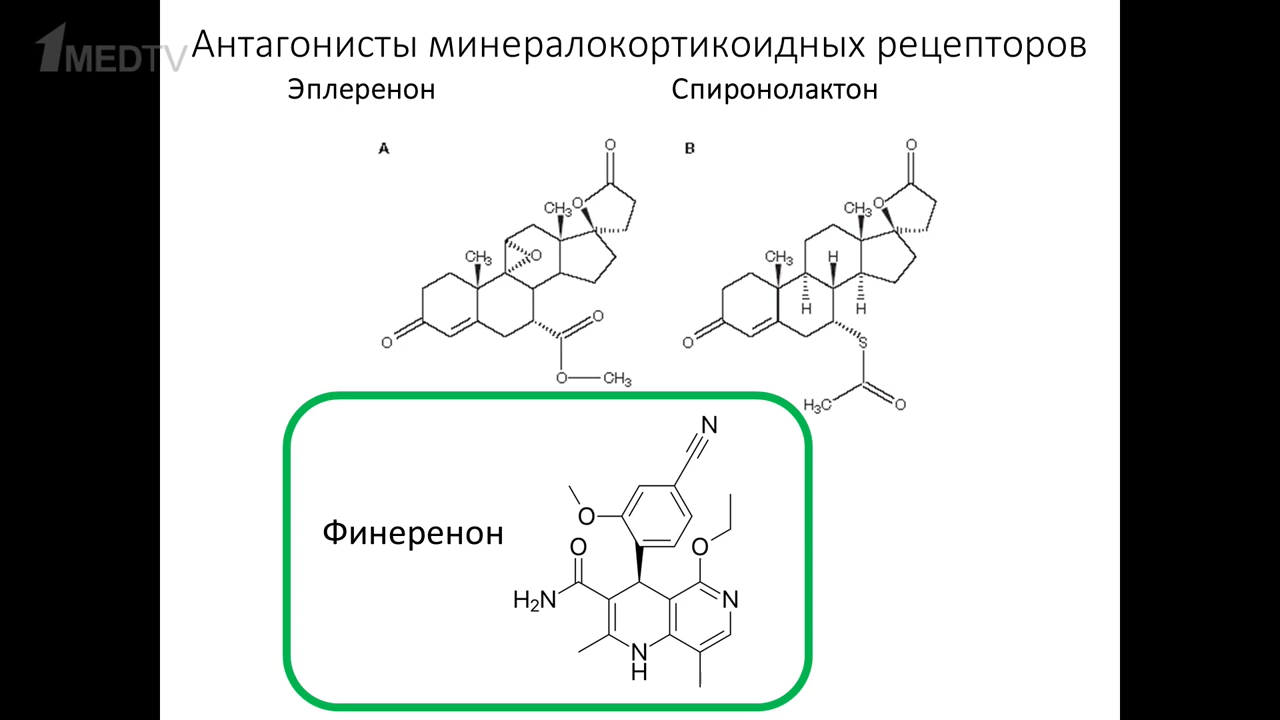 1MEDTV
Антагонисты минералокортикоидных рецепторов
Эплеренон
Спиронолактон
A
B
O
O
O
CH3
CH3
O
O
O
O
CH3
O
O
CH3
CH3
H
H
H
O
S
H3C
O
Финеренон
N
O
O
O
H2N
N
N
H